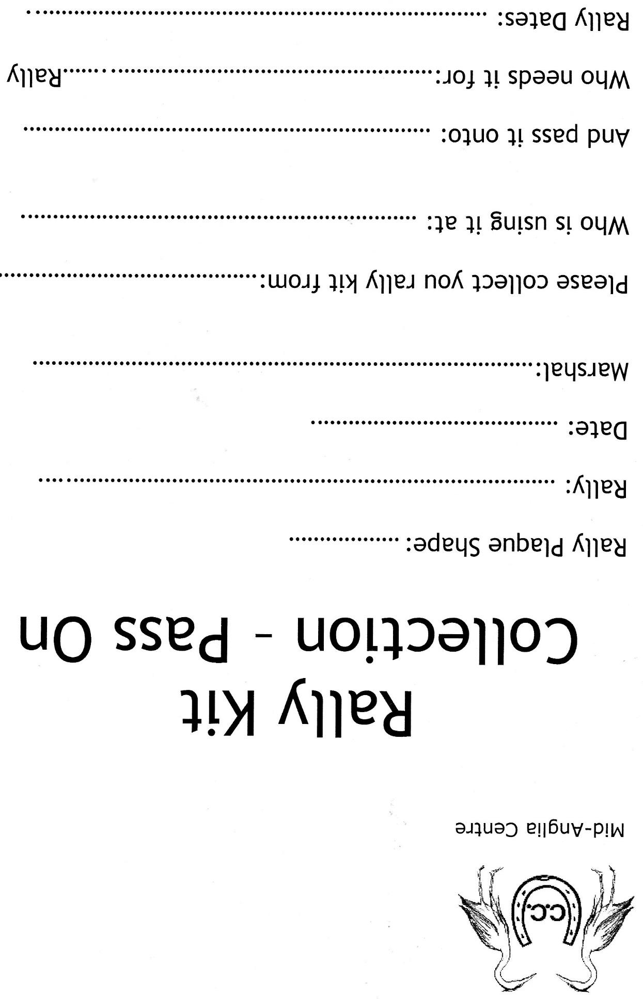 C.C.
Mid-Anglia Centre
Rally Kit
Collection - Pass On
Rally Plaque Shape: ..................
Rally: ................................................................................
Date: ........................................
Marshal:.................................................................................
Please collect you rally kit from:..........................................
Who is using it at: ................................................................
And pass it onto: ..................................................................
Who needs it for:...........................................................Rally
Rally Dates: ..........................................................................